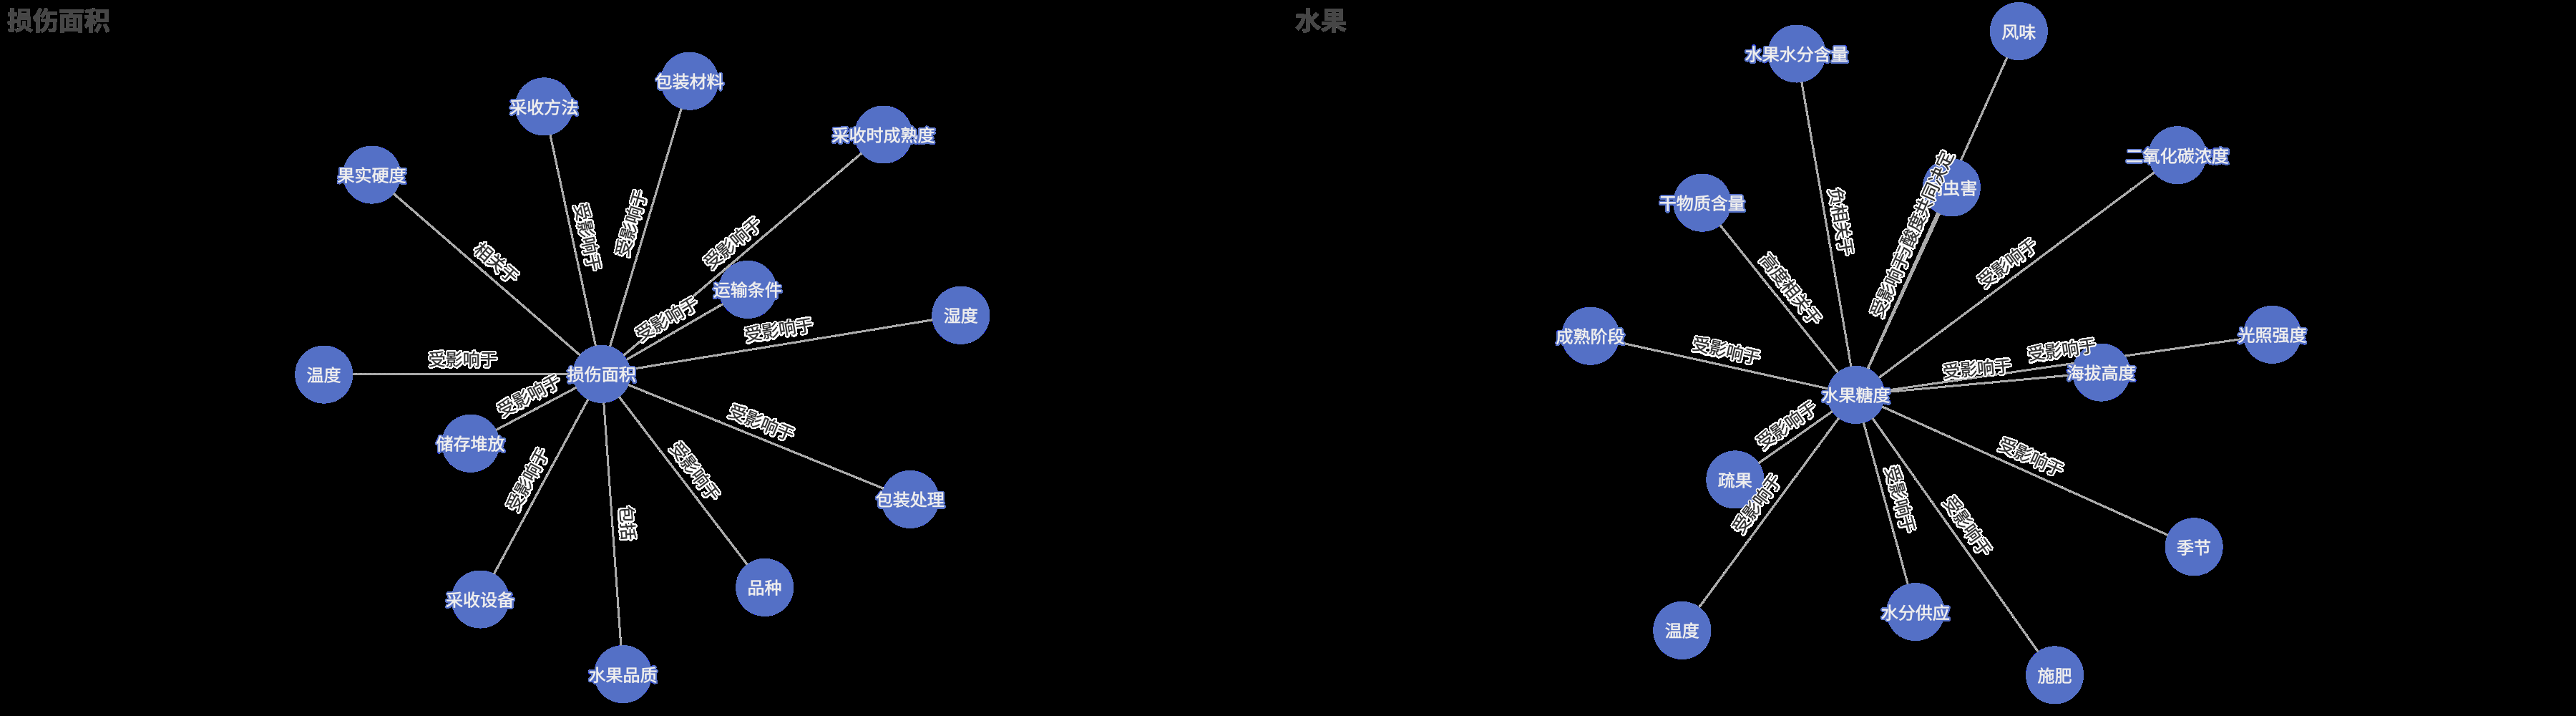 损伤面积
包装材料
采收方法
采收时成熟度
果实硬度
受影响于
受影响于
受影响于
相关于
运输条件
受影响于
湿度
受影响于
受影响于
温度
损伤面积
受影响于
储存堆放
受影响于
受影响于
受影响于
包装处理
包括
采收设备
品种
水果品质
水果
风味
水果水分含量
二氧化碳浓度
虫害
干物质含量
负相关于
受影响于
酸度共同决定
受影响于
高度相关于
成熟阶段
受影响于
光照强度
受影响于
受影响于
海拔高度
水果糖度
受影响于
疏果
受影响于
受影响于
受影响于
受影响于
季节
温度
水分供应
施肥